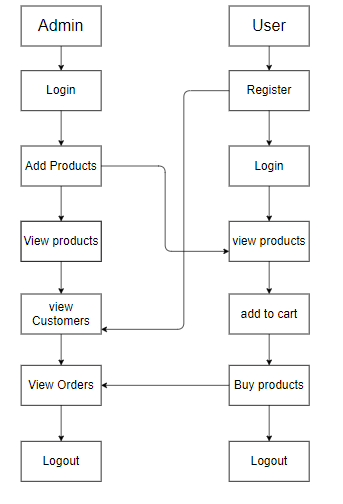 Admin
User
Login
Register
Add Products
Login
View products
view products
view
Customers
add to cart
View Orders
Buy products
Logout
Logout